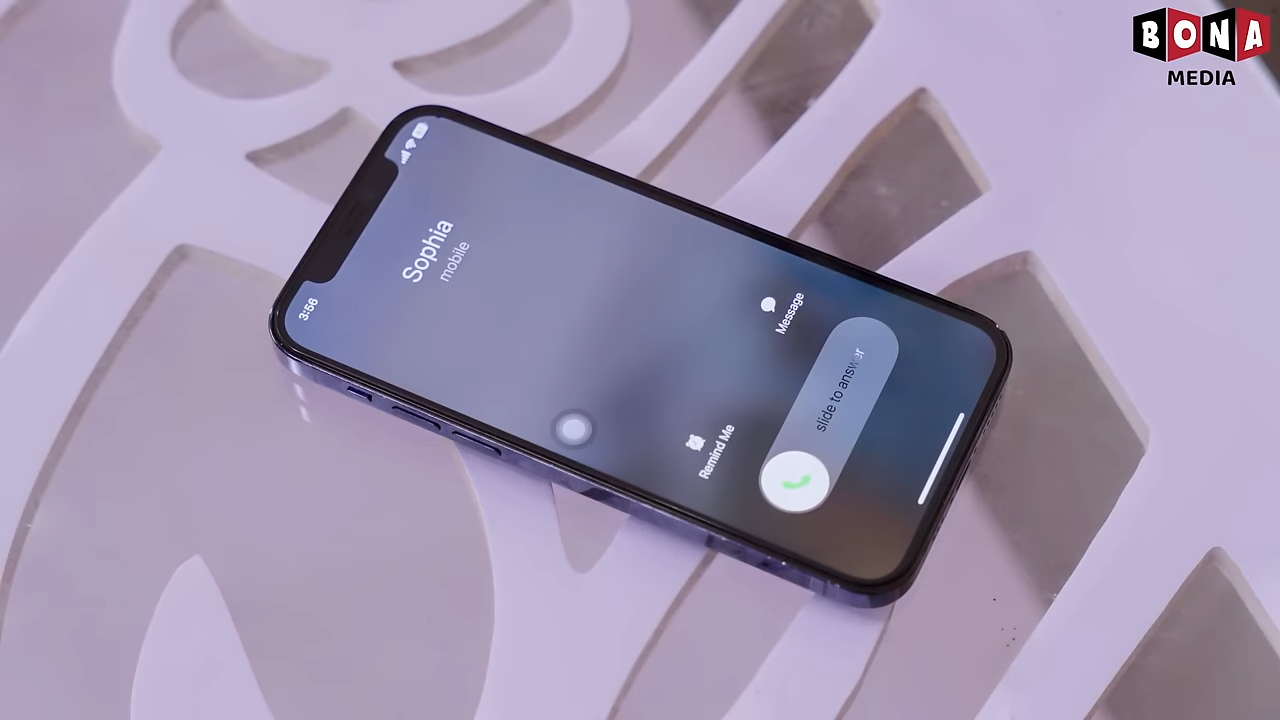 BONA
MEDIA
3:56
Sophia
mobile
Message
Remind Me
slide to answer